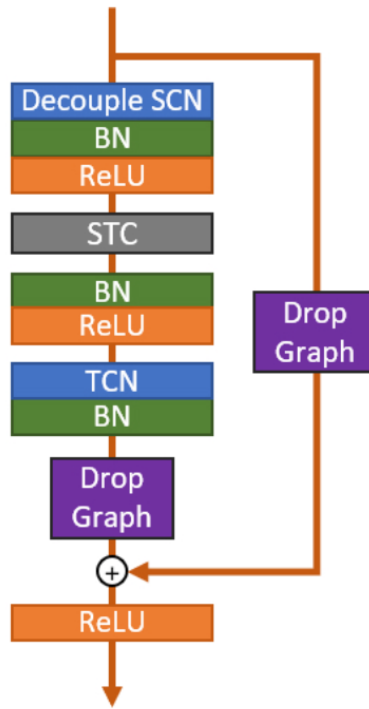 Decouple SCN
BN
ReLU
STC
BN
ReLU
TCN
BN
Drop
Graph
+
ReLU
Drop
Graph